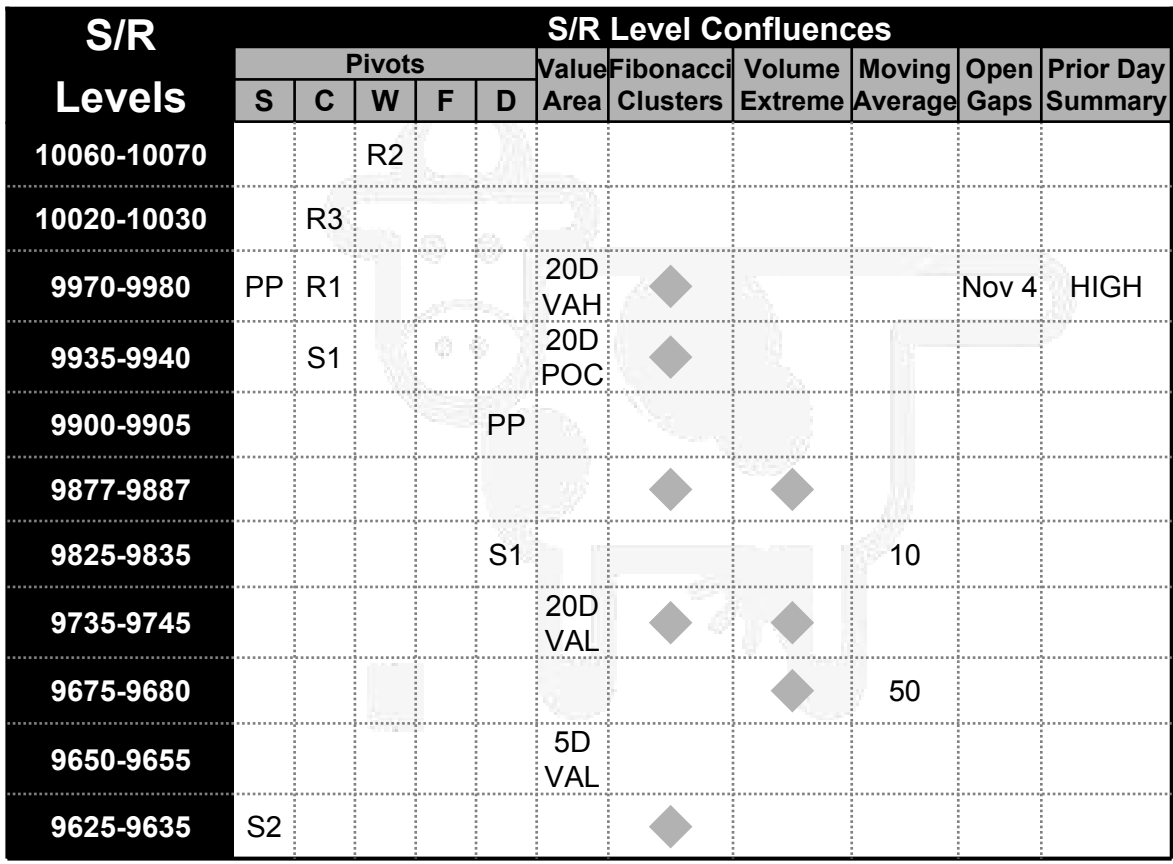 S/R Levels
S/R Level Confluences
Pivots
Value Area
Fibonacci Clusters
Volume Extreme
Moving Average
Open Gaps
Prior Day Summary
S C W F D
10060-10070 R2
10020-10030 R3
9970-9980 PP R1 20D VAH Nov 4 HIGH
9935-9940 S1 20D POC
9900-9905 PP
9877-9887
9825-9835 S1 10
9735-9745 20D VAL
9675-9680 50
9650-9655 5D VAL
9625-9635 S2